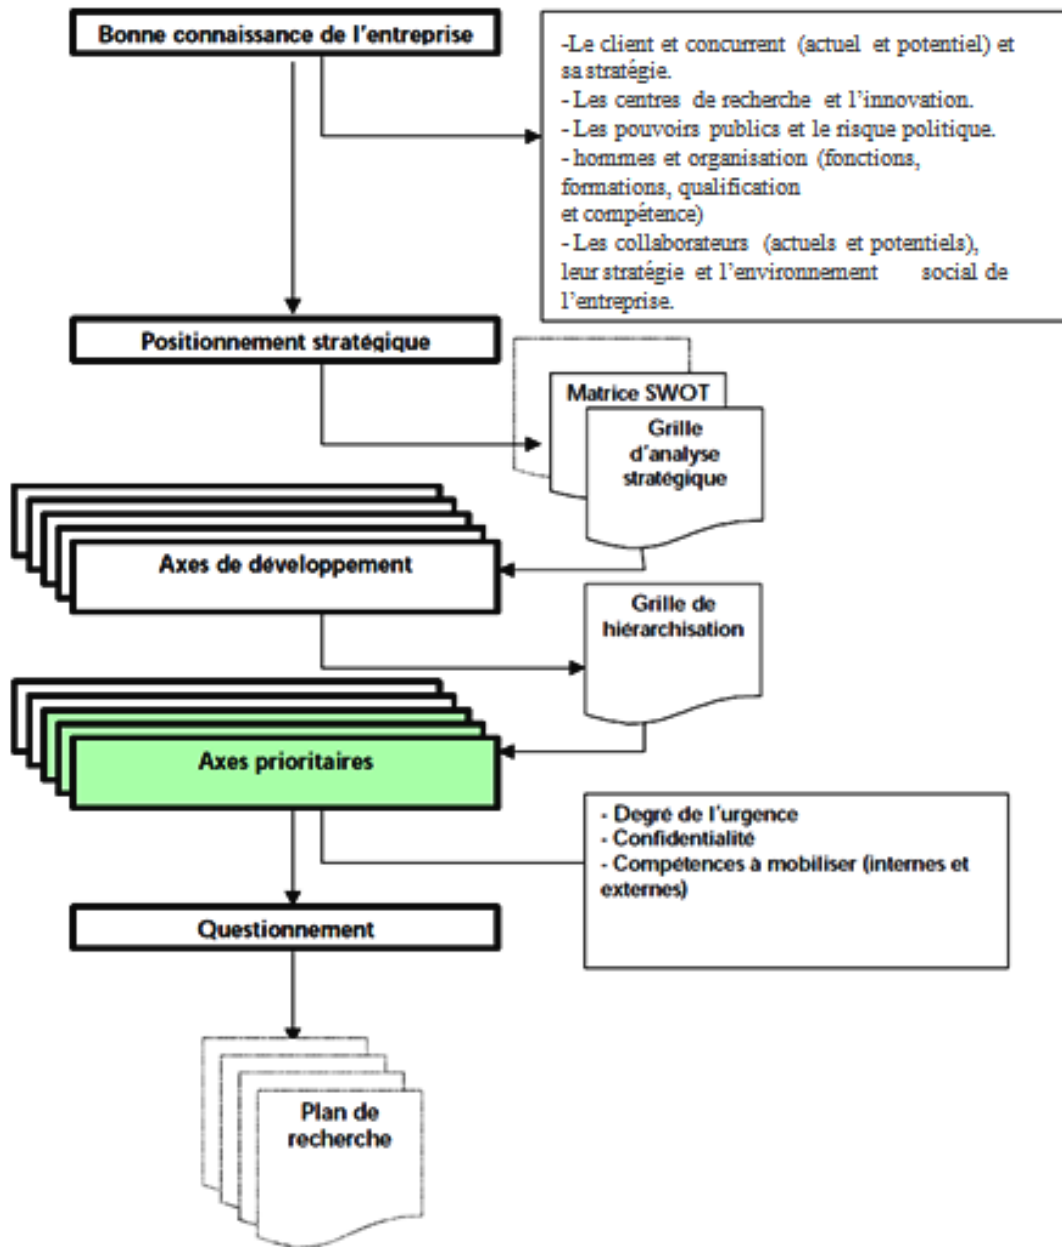 Bonne connaissance de l'entreprise
-Le client et concurrent (actuel et potentiel) et
sa stratégie.
- Les centres de recherche et l'innovation.
- Les pouvoirs publics et le risque politique.
- hommes et organisation (fonctions,
formations, qualification
et compétence)
- Les collaborateurs (actuels et potentiels),
leur stratégie et l'environnement social de
l'entreprise.
Positionnement stratégique
Matrice SWOT
Grille
d'analyse
stratégique
Axes de développement
Grille de
hiérarchisation
Axes prioritaires
- Degré de l'urgence
- Confidentialité
- Compétences à mobiliser (internes et
externes)
Questionnement
Plan de
recherche